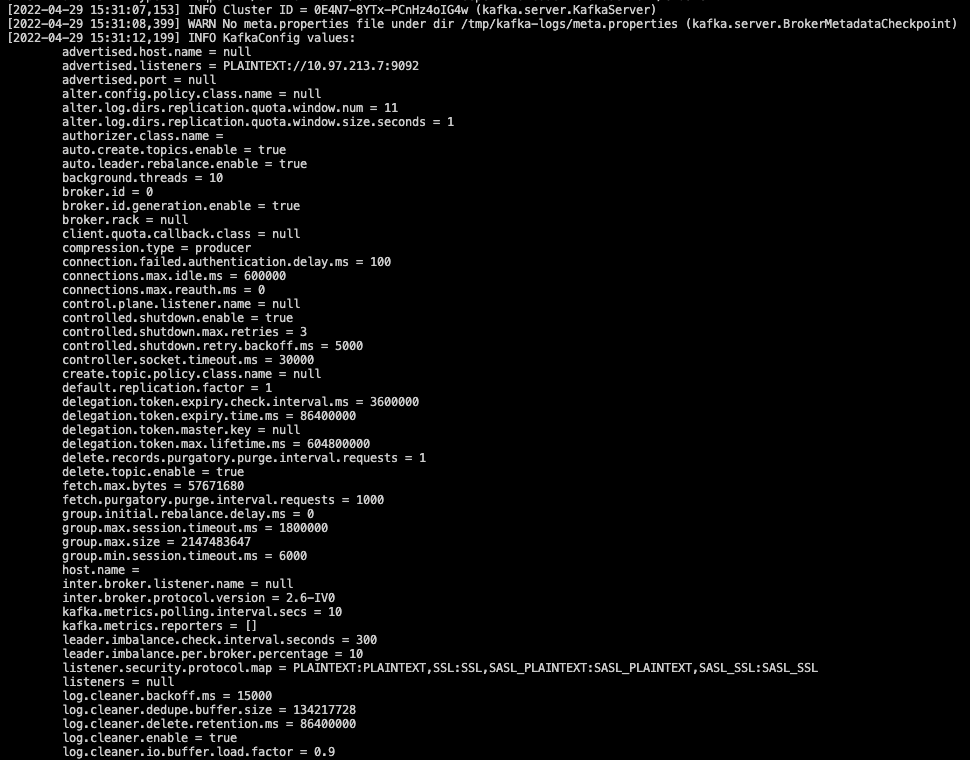 [2022-04-29 15:31:07,153] INFO Cluster ID = 0E4N7-8YTx-PCnHz4oIG4w (kafka.server.KafkaServer)
[2022-04-29 15:31:08,399] WARN No meta.properties file under dir /tmp/kafka-logs/meta.properties (kafka.server.BrokerMetadataCheckpoint)
[2022-04-29 15:31:12,199] INFO KafkaConfig values:
advertised.host.name = null
advertised.listeners = PLAINTEXT://10.97.213.7:9092
advertised.port = null
alter.config.policy.class.name = null
alter.log.dirs.replication.quota.window.num = 11
alter.log.dirs.replication.quota.window.size.seconds = 1
authorizer.class.name =
auto.create.topics.enable = true
auto.leader.rebalance.enable = true
background.threads = 10
broker.id = 0
broker.id.generation.enable = true
broker.rack = null
client.quota.callback.class = null
compression.type = producer
connection.failed.authentication.delay.ms = 100
connections.max.idle.ms = 600000
connections.max.reauth.ms = 0
control.plane.listener.name = null
controlled.shutdown.enable = true
controlled.shutdown.max.retries = 3
controlled.shutdown.retry.backoff.ms = 5000
controller.socket.timeout.ms = 30000
create.topic.policy.class.name = null
default.replication.factor = 1
delegation.token.expiry.check.interval.ms = 3600000
delegation.token.expiry.time.ms = 86400000
delegation.token.master.key = null
delegation.token.max.lifetime.ms = 604800000
delete.records.purgatory.purge.interval.requests = 1
delete.topic.enable = true
fetch.max.bytes = 57671680
fetch.purgatory.purge.interval.requests = 1000
group.initial.rebalance.delay.ms = 0
group.max.session.timeout.ms = 1800000
group.max.size = 2147483647
group.min.session.timeout.ms = 6000
host.name =
inter.broker.listener.name = null
inter.broker.protocol.version = 2.6-IV0
kafka.metrics.polling.interval.secs = 10
kafka.metrics.reporters = []
leader.imbalance.check.interval.seconds = 300
leader.imbalance.per.broker.percentage = 10
listener.security.protocol.map = PLAINTEXT:PLAINTEXT,SSL:SSL,SASL_PLAINTEXT:SASL_PLAINTEXT,SASL_SSL:SASL_SSL
listeners = null
log.cleaner.backoff.ms = 15000
log.cleaner.dedupe.buffer.size = 134217728
log.cleaner.delete.retention.ms = 86400000
log.cleaner.enable = true
log.cleaner.io.buffer.load.factor = 0.9